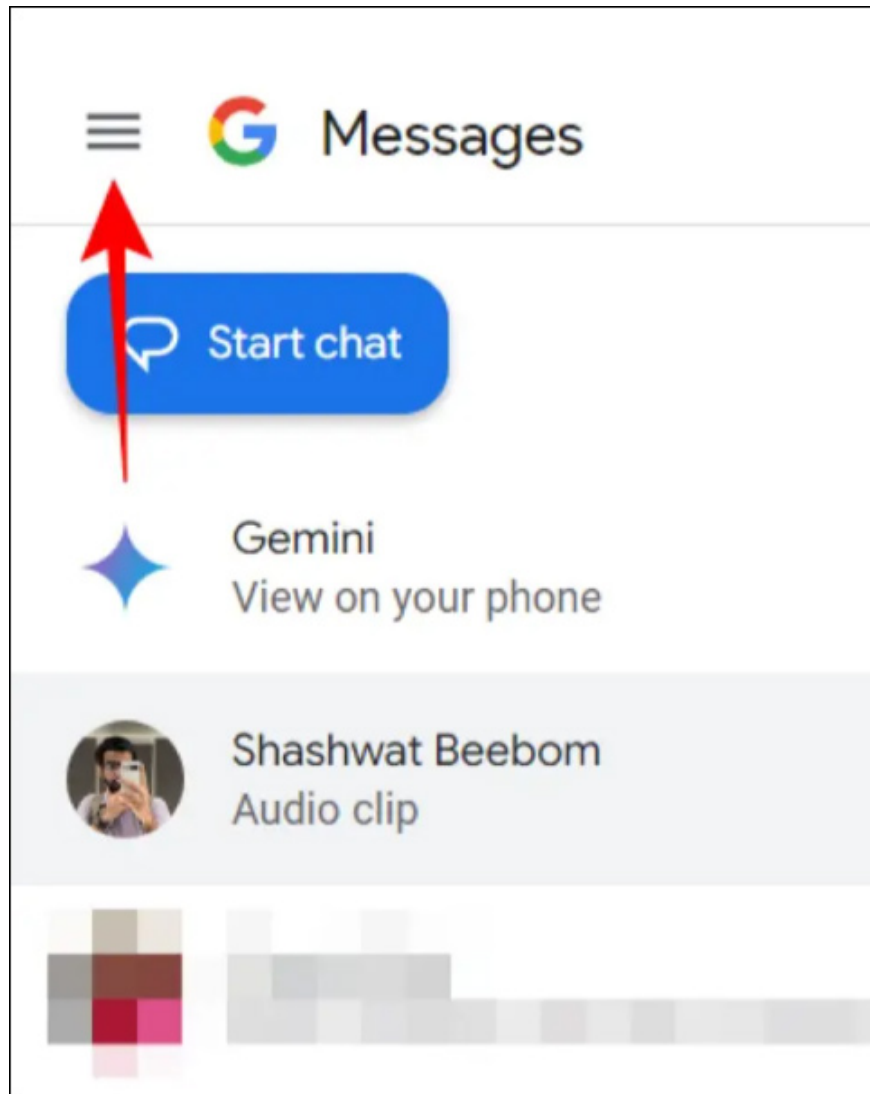 Messages
Start chat
Gemini
View on your phone
Shashwat Beebom
Audio clip